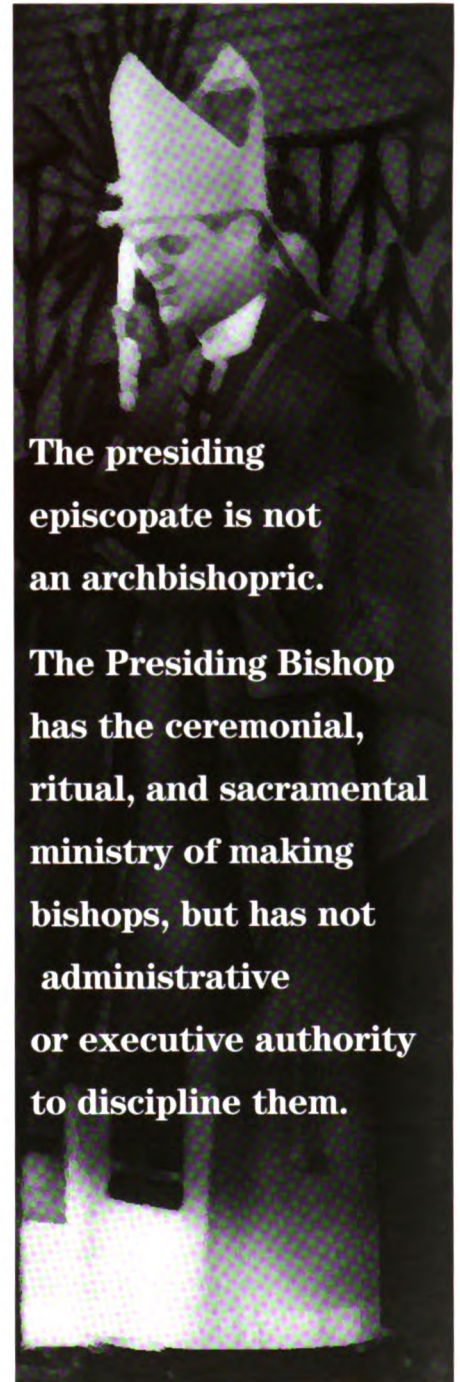 The presiding
episcopate is not
an archbishopric.
The Presiding Bishop
has the ceremonial,
ritual, and sacramental
ministry of making
bishops, but has not
administrative
or executive authority
to discipline them.